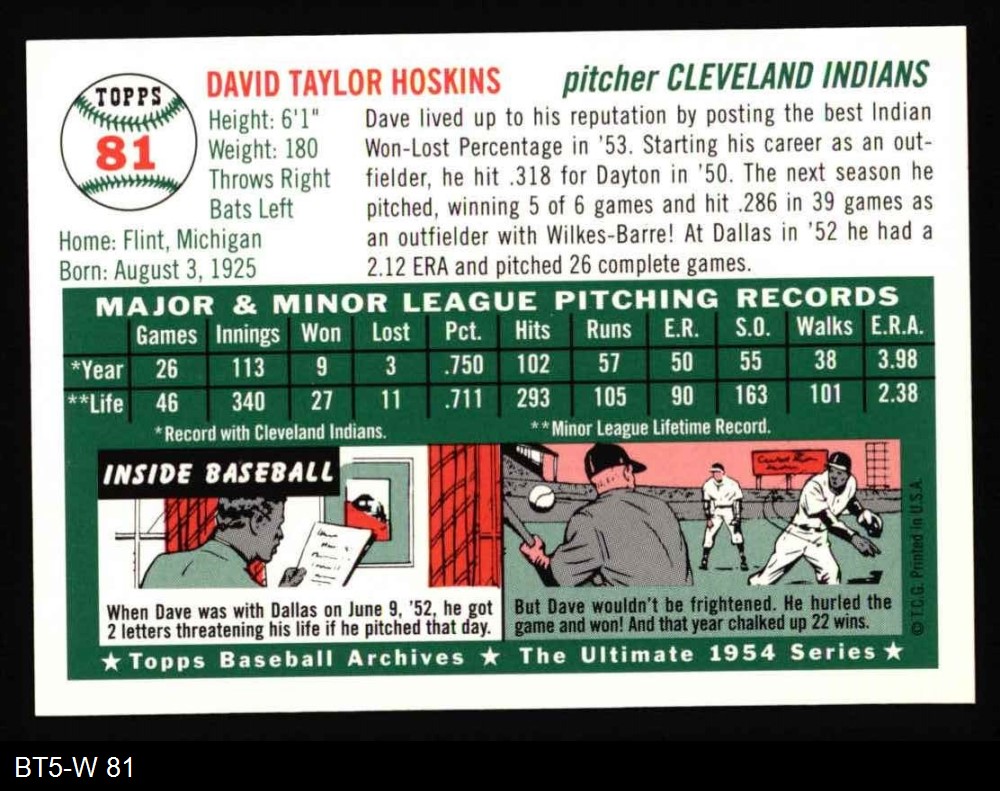 TOPPS
81
DAVID TAYLOR HOSKINS
pitcher CLEVELAND INDIANS
Height: 6'1"
Weight: 180
Throws Right
Bats Left
Home: Flint, Michigan
Born: August 3, 1925
Dave lived up to his reputation by posting the best Indian
Won-Lost Percentage in '53. Starting his career as an out-
fielder, he hit .318 for Dayton in '50. The next season he
pitched, winning 5 of 6 games and hit .286 in 39 games as
an outfielder with Wilkes-Barre! At Dallas in '52 he had a
2.12 ERA and pitched 26 complete games.
MAJOR & MINOR LEAGUE PITCHING RECORDS
Games Innings Won Lost Pct. Hits Runs E.R. S.O. Walks E.R.A.
*Year 26 113 9 3 .750 102 57 50 55 38 3.98
**Life 46 340 27 11 .711 293 105 90 163 101 2.38
*Record with Cleveland Indians. **Minor League Lifetime Record.
INSIDE BASEBALL
When Dave was with Dallas on June 9, '52, he got
2 letters threatening his life if he pitched that day.
But Dave wouldn't be frightened. He hurled the
game and won! And that year chalked up 22 wins.
© T.C.G. Printed in U.S.A.
★ Topps Baseball Archives ★ The Ultimate 1954 Series ★
BT5-W 81